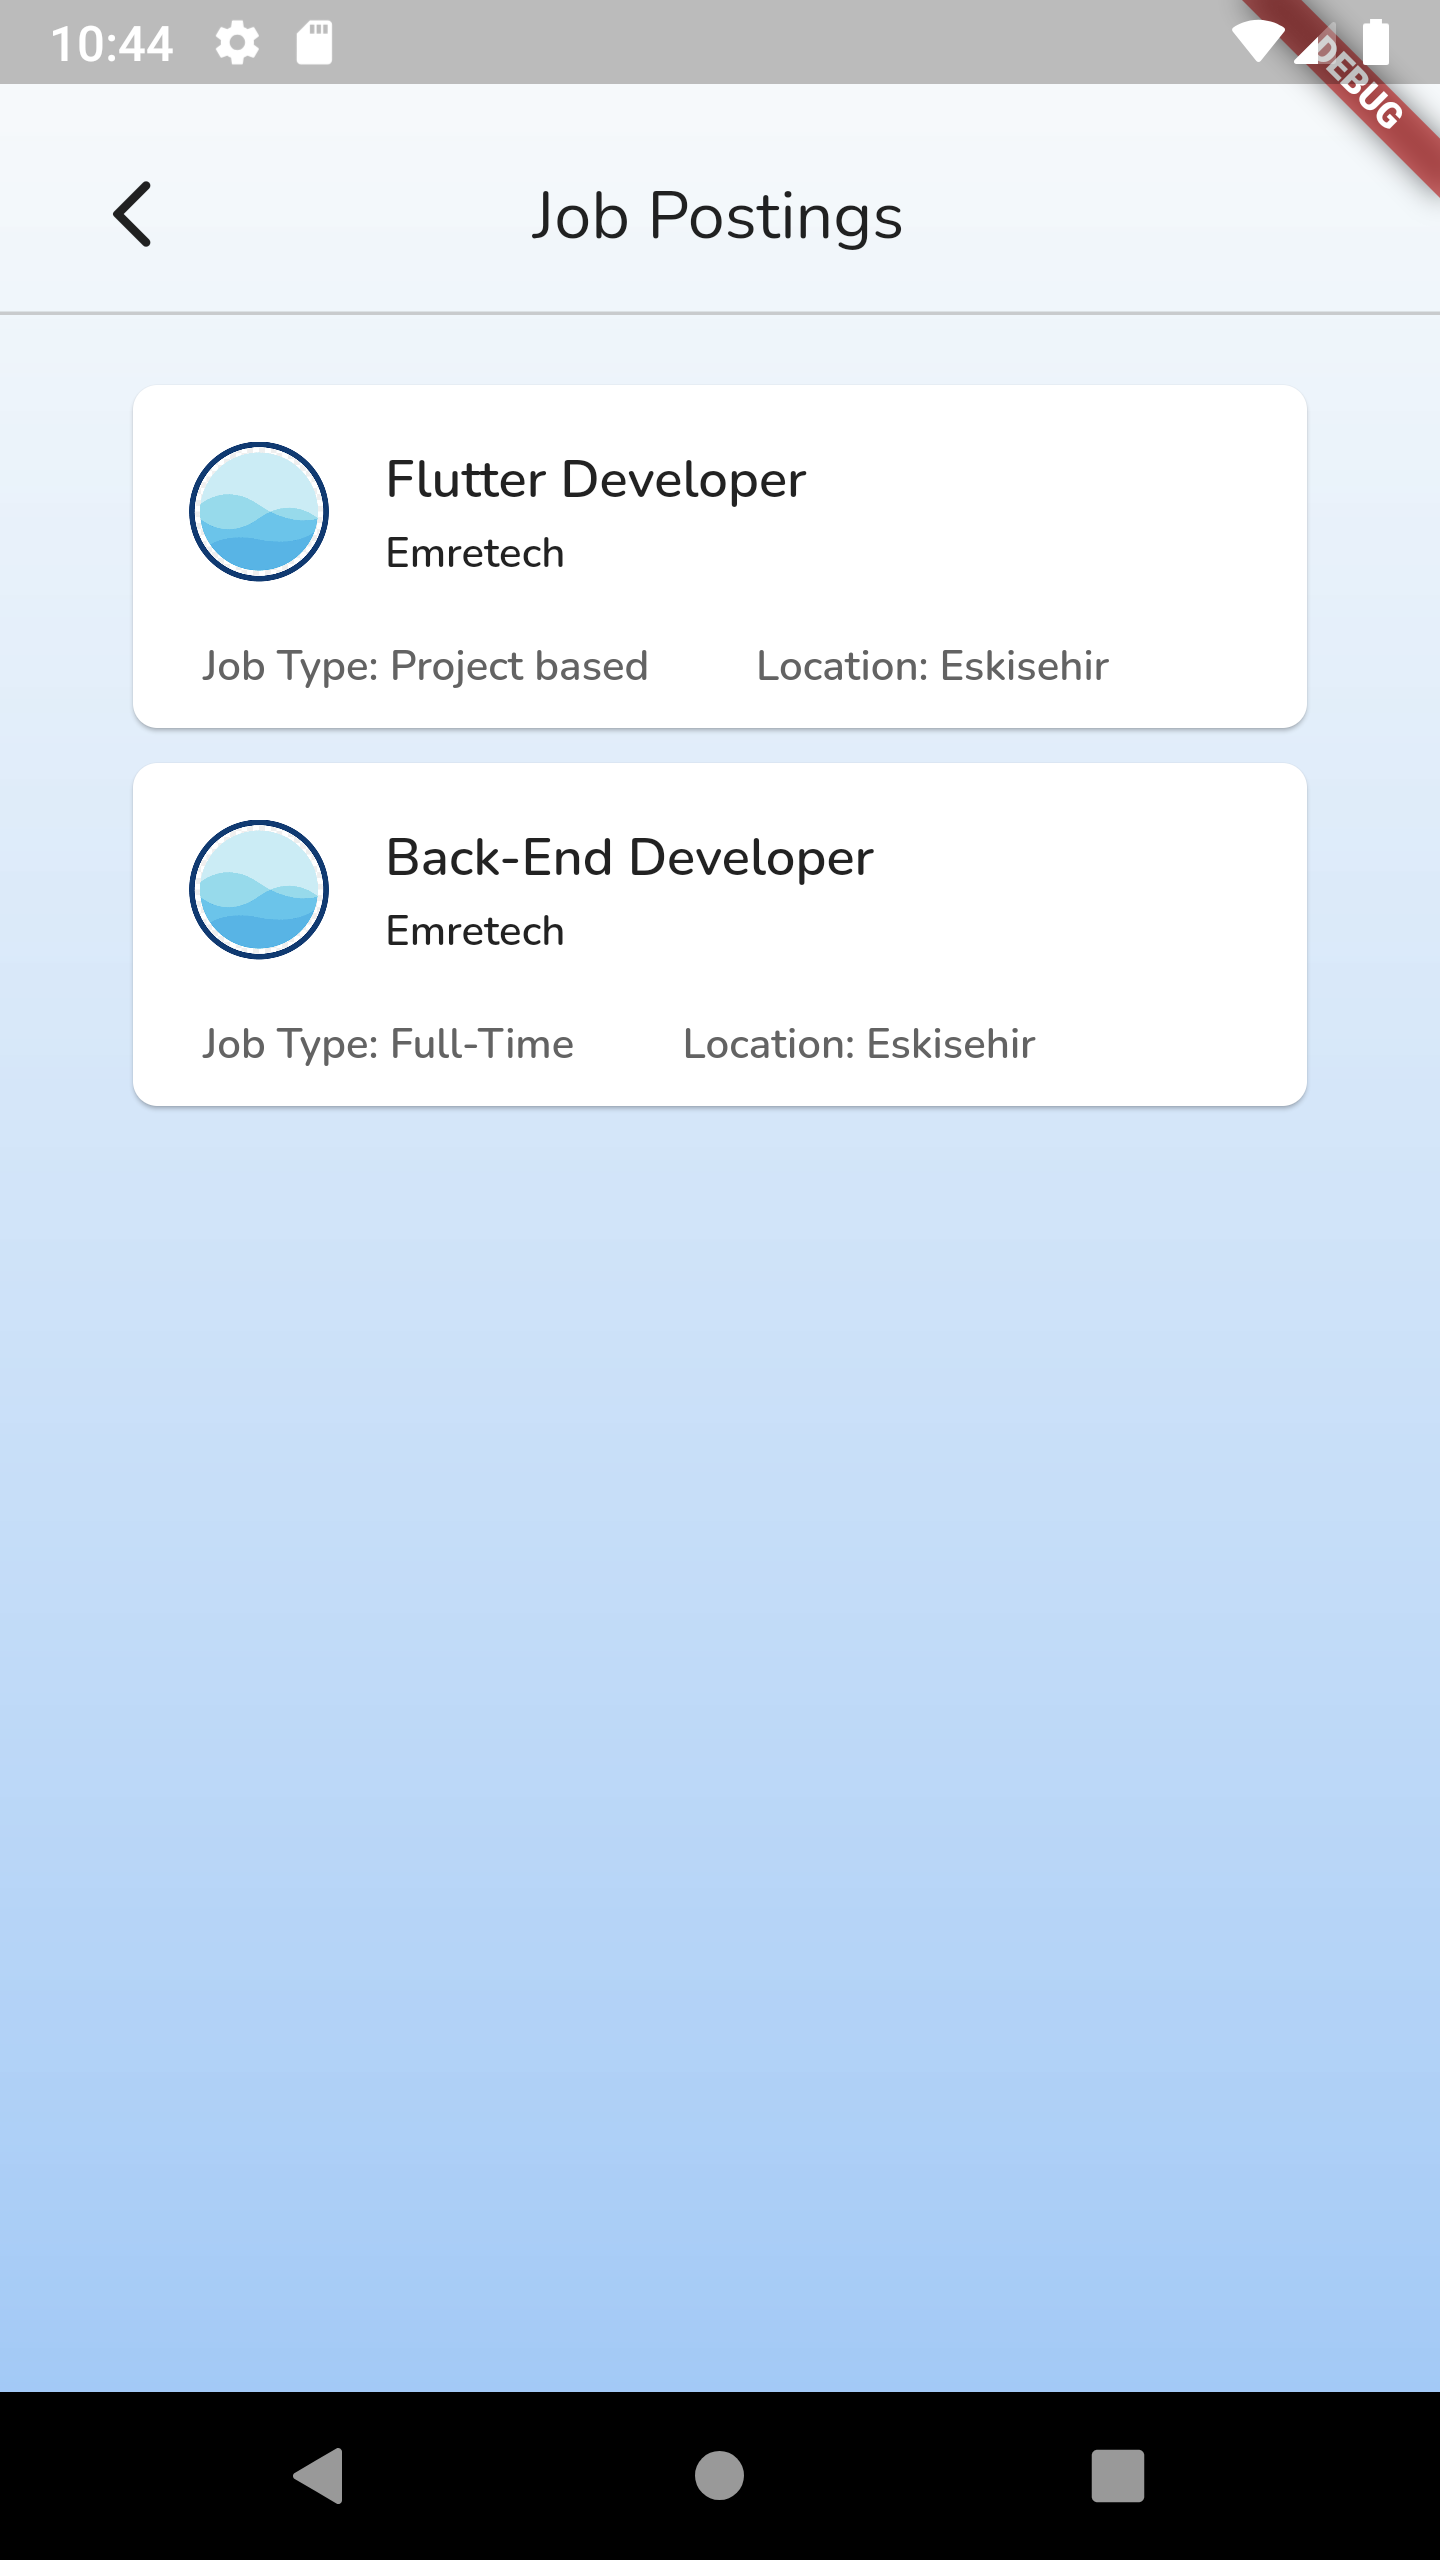 10:44
DEBUG
Job Postings
Flutter Developer
Emretech
Job Type: Project based Location: Eskisehir
Back-End Developer
Emretech
Job Type: Full-Time Location: Eskisehir